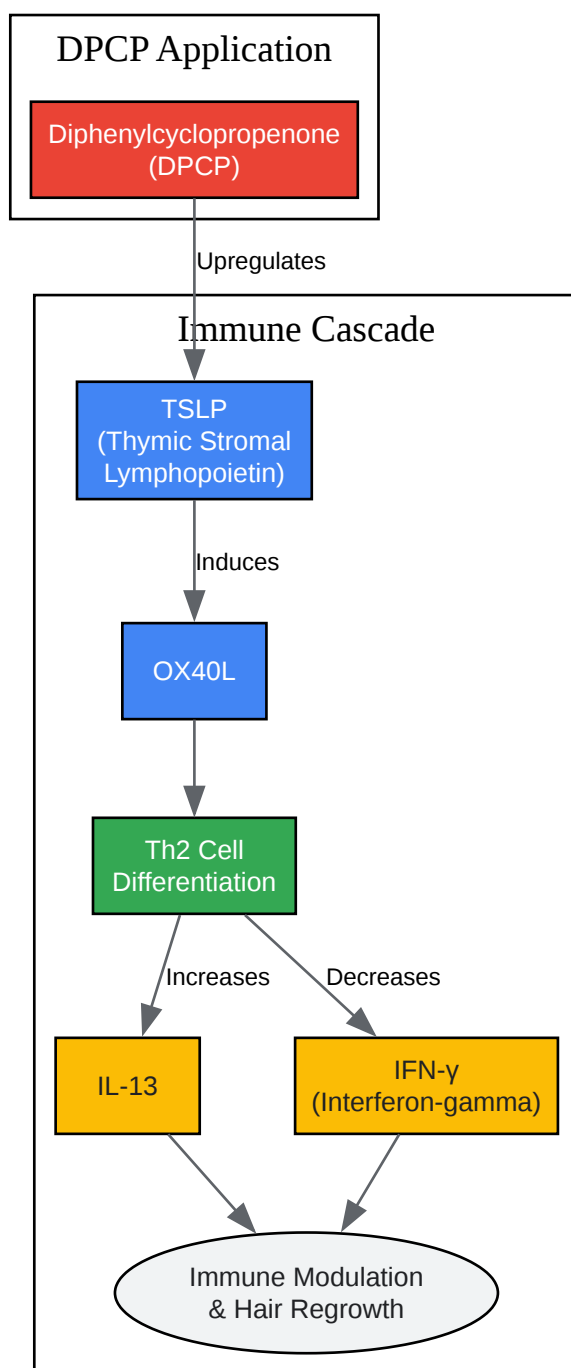 DPCP Application
Diphenylcyclopropenone
(DPCP)
Upregulates
Immune Cascade
TSLP
(Thymic Stromal
Lymphopoietin)
Induces
OX40L
Th2 Cell
Differentiation
Increases
Decreases
IL-13
IFN-γ
(Interferon-gamma)
Immune Modulation
& Hair Regrowth